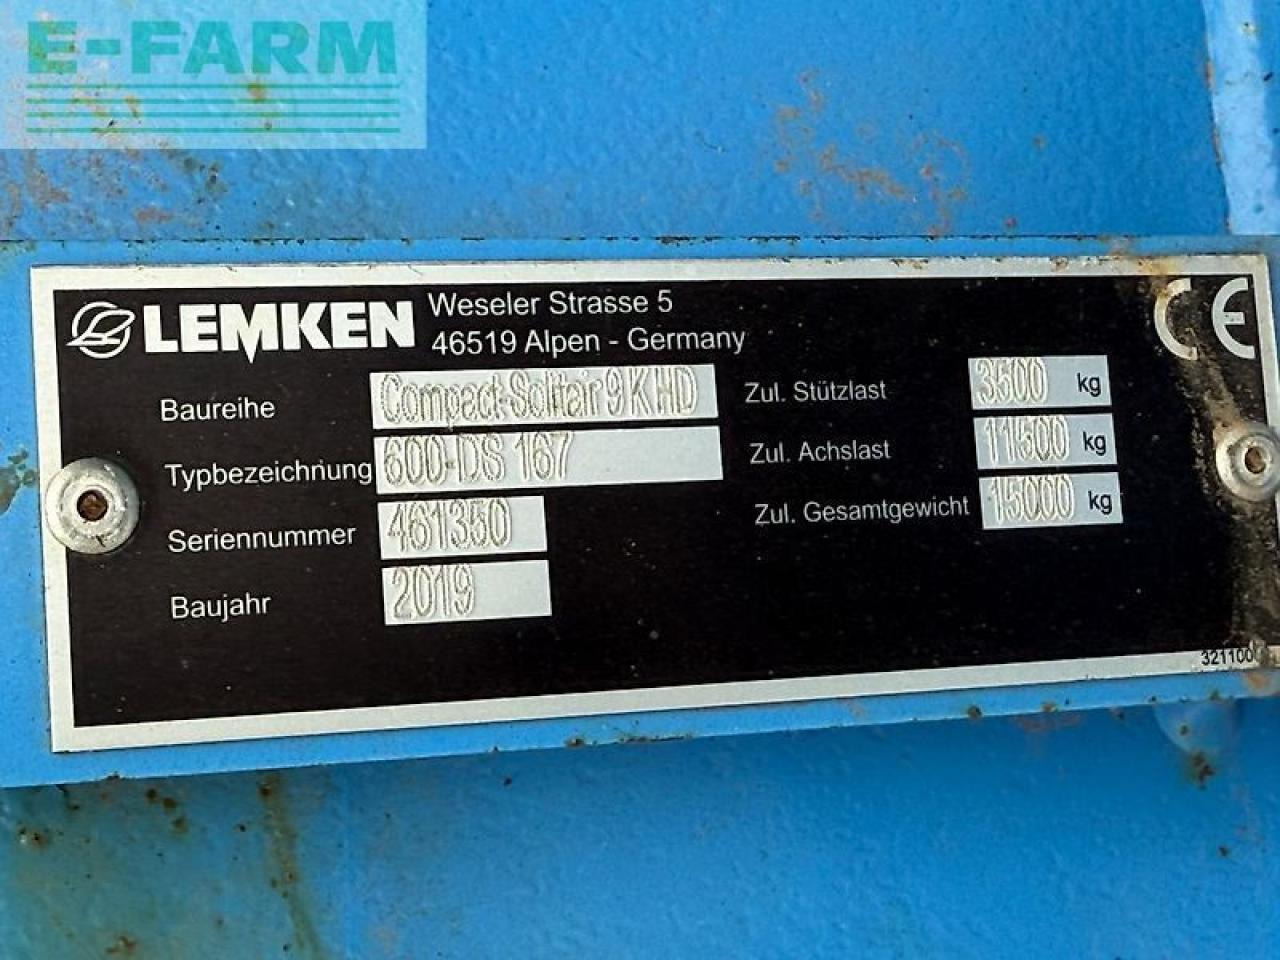 E-FARM
LEMKEN
Weseler Strasse 5
46519 Alpen - Germany
CE
Baureihe Compact-Solitair 9 K HD
Typbezeichnung 600-DS 167
Seriennummer 461350
Baujahr 2019
Zul. Stützlast 3500 kg
Zul. Achslast 11500 kg
Zul. Gesamtgewicht 15000 kg